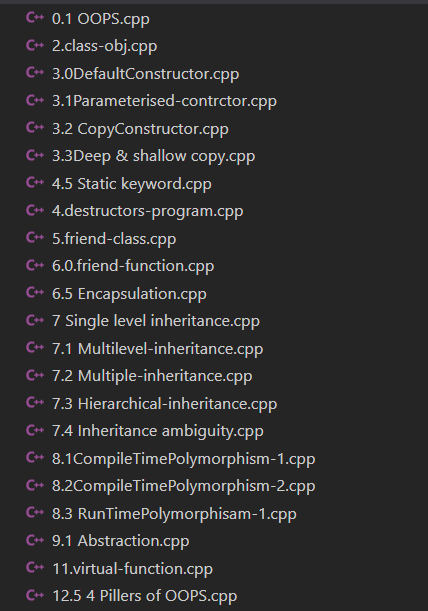 C++ 0.1 OOPS.cpp
C++ 2.class-obj.cpp
C++ 3.0DefaultConstructor.cpp
C++ 3.1Parameterised-contrctor.cpp
C++ 3.2 CopyConstructor.cpp
C++ 3.3Deep & shallow copy.cpp
C++ 4.5 Static keyword.cpp
C++ 4.destructors-program.cpp
C++ 5.friend-class.cpp
C++ 6.0.friend-function.cpp
C++ 6.5 Encapsulation.cpp
C++ 7 Single level inheritance.cpp
C++ 7.1 Multilevel-inheritance.cpp
C++ 7.2 Multiple-inheritance.cpp
C++ 7.3 Hierarchical-inheritance.cpp
C++ 7.4 Inheritance ambiguity.cpp
C++ 8.1CompileTimePolymorphism-1.cpp
C++ 8.2CompileTimePolymorphism-2.cpp
C++ 8.3 RunTimePolymorphisam-1.cpp
C++ 9.1 Abstraction.cpp
C++ 11.virtual-function.cpp
C++ 12.5 4 Pillers of OOPS.cpp